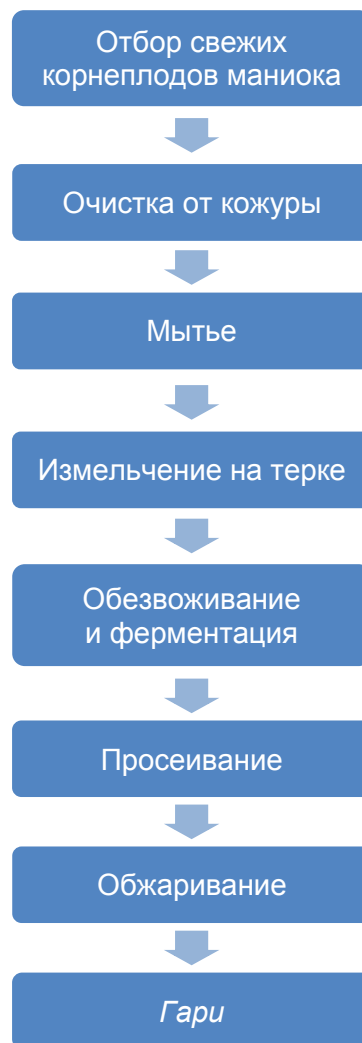 Отбор свежих
корнеплодов маниока
Очистка от кожуры
Мытье
Измельчение на терке
Обезвоживание
и ферментация
Просеивание
Обжаривание
Гари